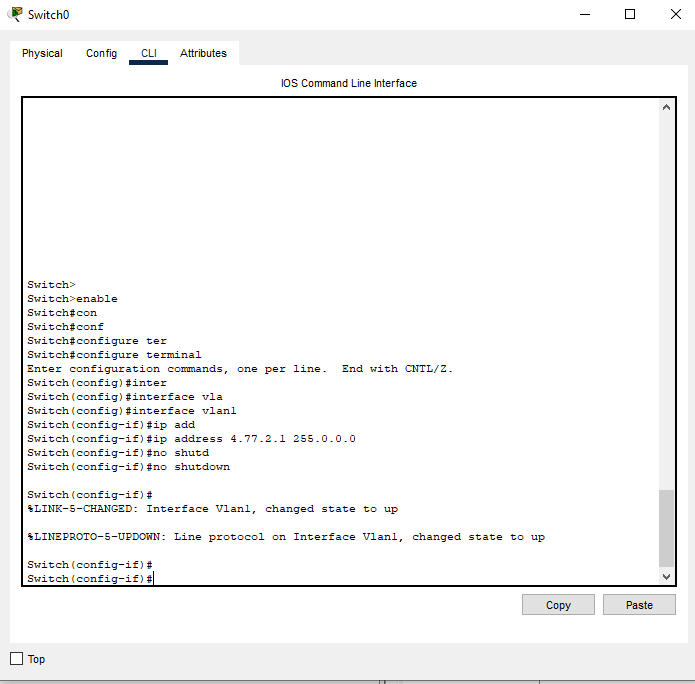 Switch0
Physical Config CLI Attributes
IOS Command Line Interface
Switch>
Switch>enable
Switch#con
Switch#conf
Switch#configure ter
Switch#configure terminal
Enter configuration commands, one per line.  End with CNTL/Z.
Switch(config)#inter
Switch(config)#interface vla
Switch(config)#interface vlan1
Switch(config-if)#ip add
Switch(config-if)#ip address 4.77.2.1 255.0.0.0
Switch(config-if)#no shutd
Switch(config-if)#no shutdown
Switch(config-if)#
%LINK-5-CHANGED: Interface Vlan1, changed state to up
%LINEPROTO-5-UPDOWN: Line protocol on Interface Vlan1, changed state to up
Switch(config-if)#
Switch(config-if)#
Copy Paste
Top